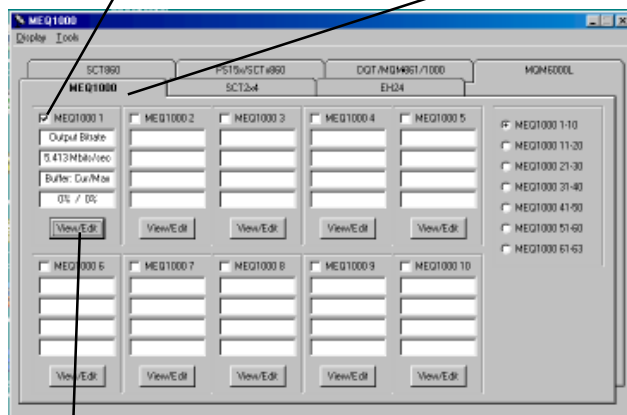 MEQ1000
Display Tools
SCT860 PS15x/SCTx860 DQT/MQM861/1000 MQM6000L
MEQ1000 SCT2x4 EH24
MEQ1000 1 MEQ1000 2 MEQ1000 3 MEQ1000 4 MEQ1000 5
Output Bitrate
5.413 Mbits/sec
Buffer: Cur/Max
0% / 0%
View/Edit View/Edit View/Edit View/Edit View/Edit
MEQ1000 6 MEQ1000 7 MEQ1000 8 MEQ1000 9 MEQ1000 10
View/Edit View/Edit View/Edit View/Edit View/Edit
MEQ1000 1-10
MEQ1000 11-20
MEQ1000 21-30
MEQ1000 31-40
MEQ1000 41-50
MEQ1000 51-60
MEQ1000 61-63